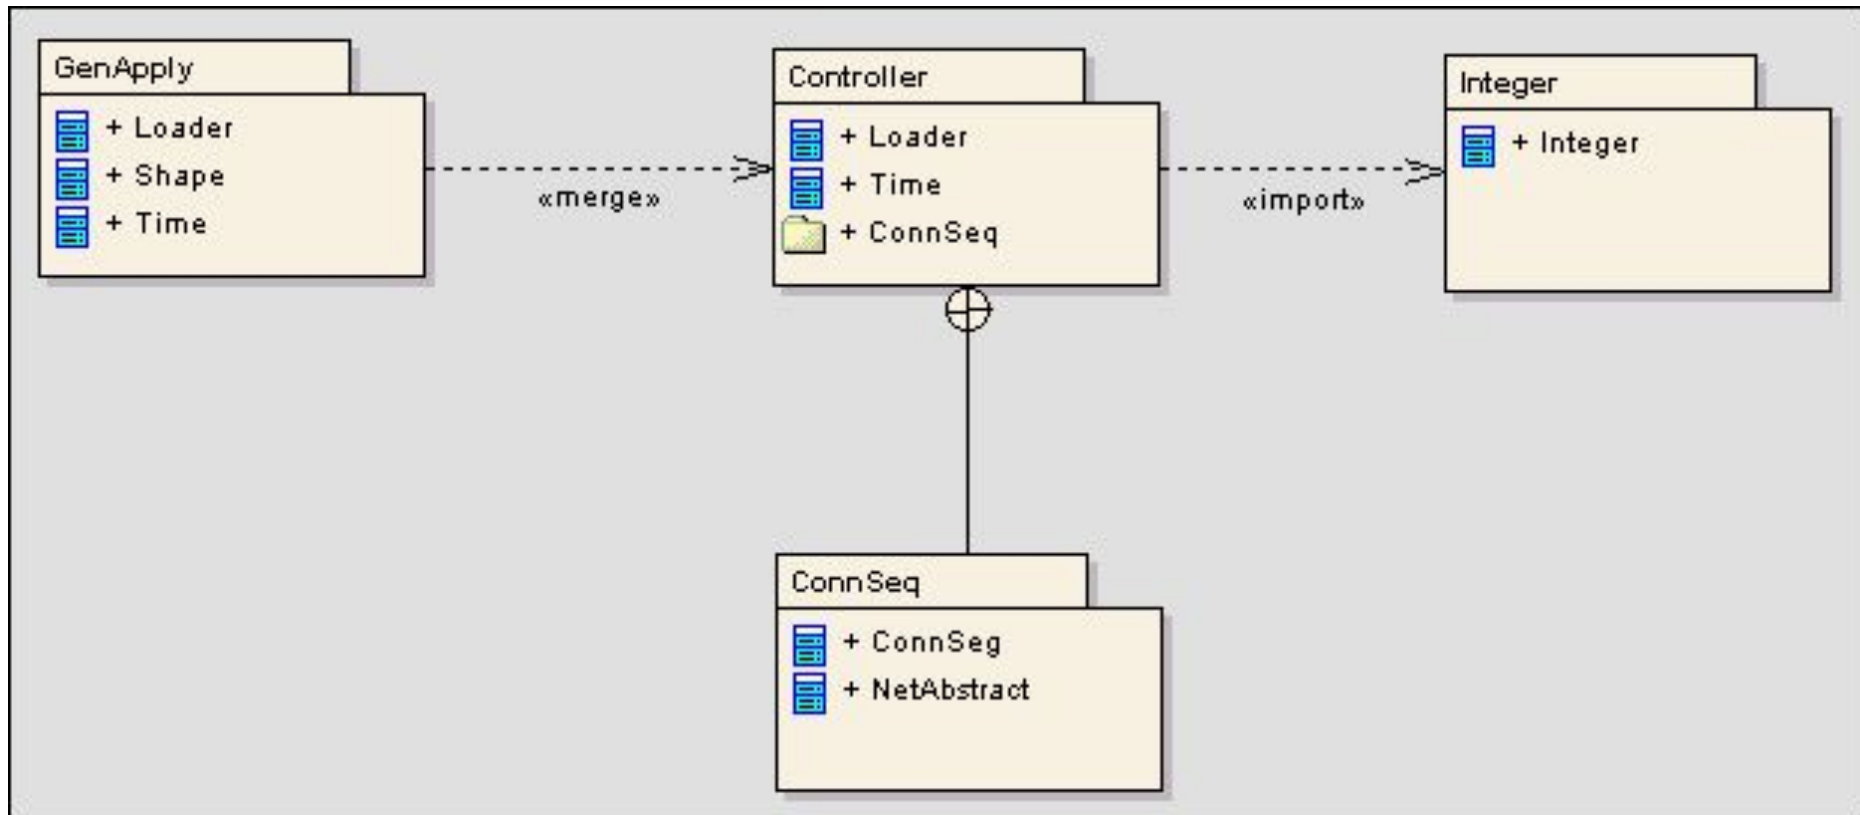 GenApply
+ Loader
+ Shape
+ Time
«merge»
Controller
+ Loader
+ Time
+ ConnSeq
«import»
Integer
+ Integer
ConnSeq
+ ConnSeg
+ NetAbstract